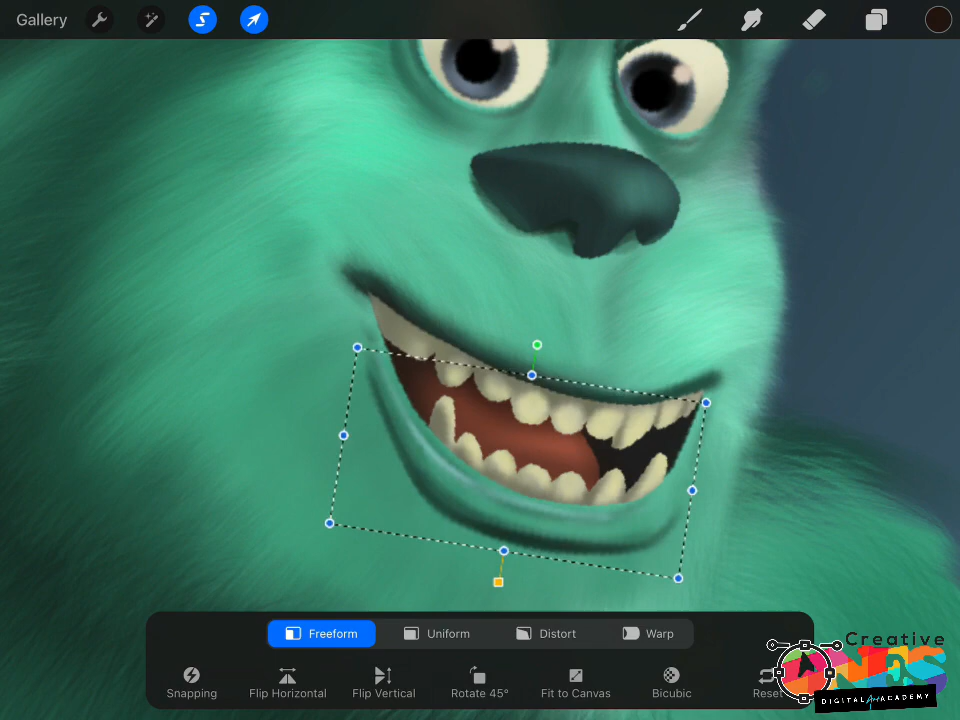 Gallery
Freeform Uniform Distort Warp
Snapping Flip Horizontal Flip Vertical Rotate 45° Fit to Canvas Bicubic Reset
Creative
DIGITAL Art ACADEMY